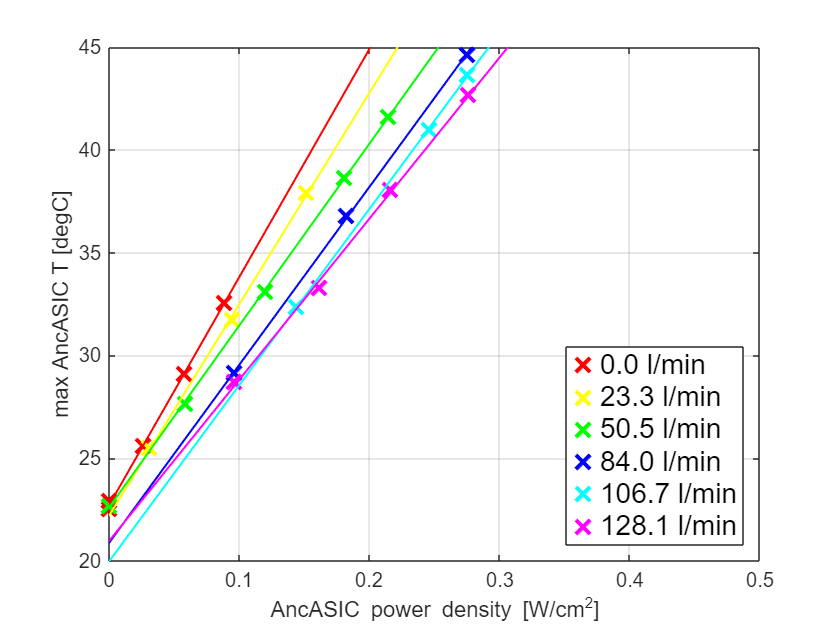 45
40
35
30
25
20
0
0.1
0.2
0.3
0.4
0.5
max AncASIC T [degC]
AncASIC power density [W/cm²]
0.0 l/min
23.3 l/min
50.5 l/min
84.0 l/min
106.7 l/min
128.1 l/min